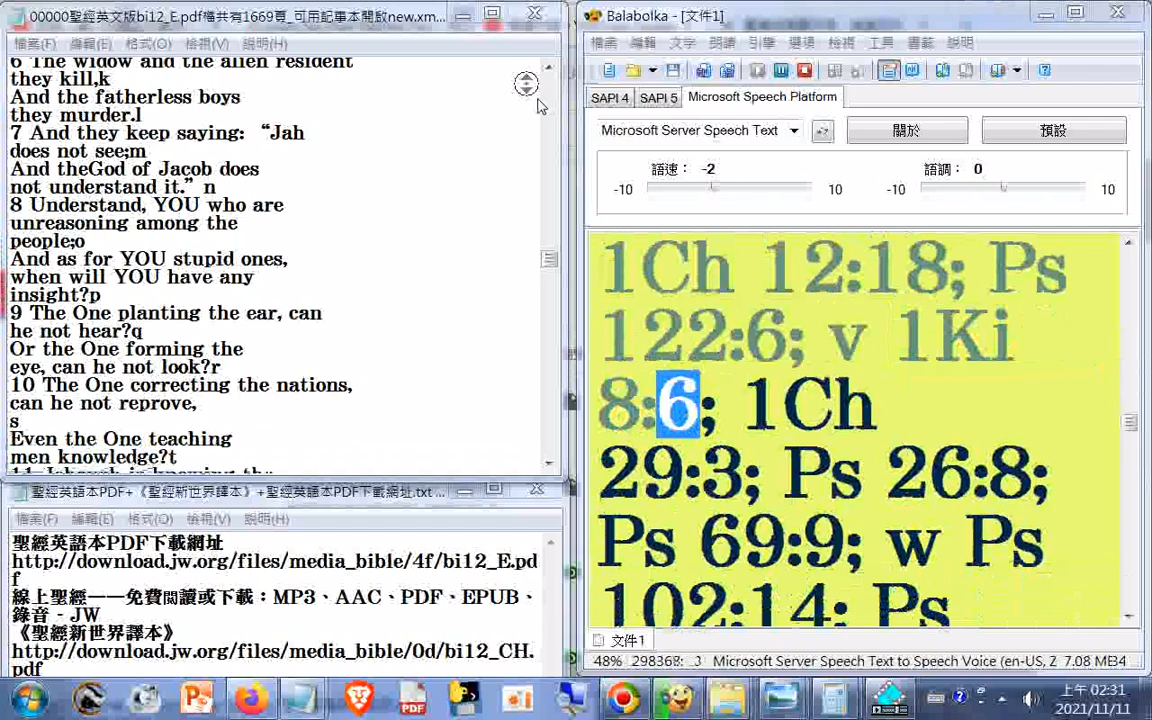 00000聖經英文版bi12_E.pdf檔共有1669頁_可用記事本開啟new.xm...
檔案(F) 編輯(E) 格式(O) 檢視(V) 說明(H)
6 The widow and the alien resident
they kill,k
And the fatherless boys
they murder.l
7 And they keep saying: “Jah
does not see;m
And theGod of Jacob does
not understand it.” n
8 Understand, YOU who are
unreasoning among the
people;o
And as for YOU stupid ones,
when will YOU have any
insight?p
9 The One planting the ear, can
he not hear?q
Or the One forming the
eye, can he not look?r
10 The One correcting the nations,
can he not reprove,
s
Even the One teaching
men knowledge?t
聖經英語本PDF+《聖經新世界譯本》+聖經英語本PDF下載網址.txt ...
檔案(F) 編輯(E) 格式(O) 檢視(V) 說明(H)
聖經英語本PDF下載網址
http://download.jw.org/files/media_bible/4f/bi12_E.pd
f
線上聖經——免費閱讀或下載：MP3、AAC、PDF、EPUB、
錄音 - JW
《聖經新世界譯本》
http://download.jw.org/files/media_bible/0d/bi12_CH.
pdf
Balabolka - [文件1]
檔案 編輯 文字 朗讀 引擎 選項 檢視 工具 書籤 說明
SAPI 4 SAPI 5 Microsoft Speech Platform
Microsoft Server Speech Text 關於 預設
語速： -2 語調： 0
-10 10 -10 10
1Ch 12:18; Ps
122:6; v 1Ki
8:6; 1Ch
29:3; Ps 26:8;
Ps 69:9; w Ps
102:14; Ps
文件1
48% 298368: Microsoft Server Speech Text to Speech Voice (en-US, Z 7.08 MB
上午 02:31
2021/11/11